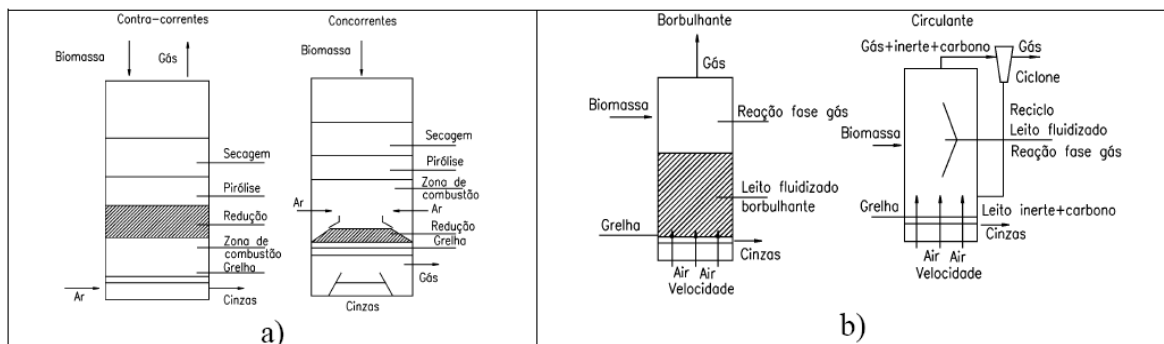 Contra-correntes
Biomassa
Gás
Secagem
Pirólise
Redução
Zona de
combustão
Grelha
Ar
Cinzas
Concorrentes
Biomassa
Secagem
Pirólise
Zona de
combustão
Ar
Ar
Redução
Grelha
Gás
Cinzas
a)
Borbulhante
Gás
Biomassa
Reação fase gás
Leito fluidizado
borbulhante
Grelha
Cinzas
Air Air
Velocidade
Circulante
Gás+inerte+carbono
Gás
Ciclone
Reciclo
Biomassa
Leito fluidizado
Reação fase gás
Grelha
Leito inerte+carbono
Cinzas
Air Air
Velocidade
b)